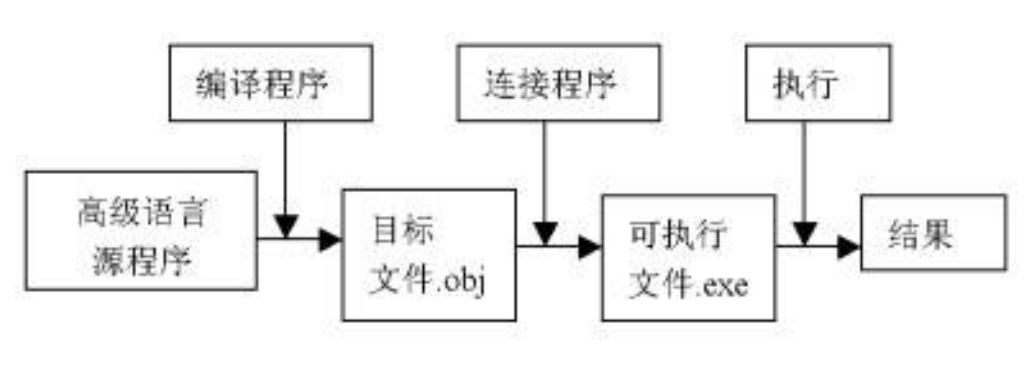 编译程序
连接程序
执行
高级语言
源程序
目标
文件.obj
可执行
文件.exe
结果